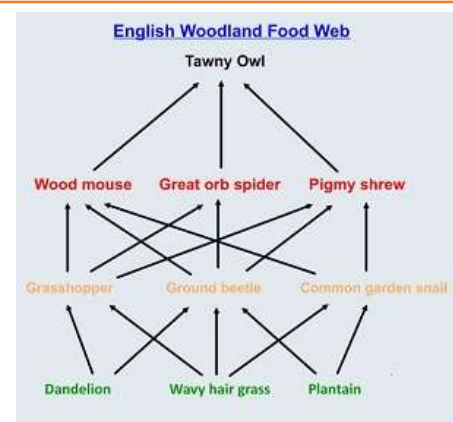 English Woodland Food Web
Tawny Owl
Wood mouse Great orb spider Pigmy shrew
Grasshopper Ground beetle Common garden snail
Dandelion Wavy hair grass Plantain